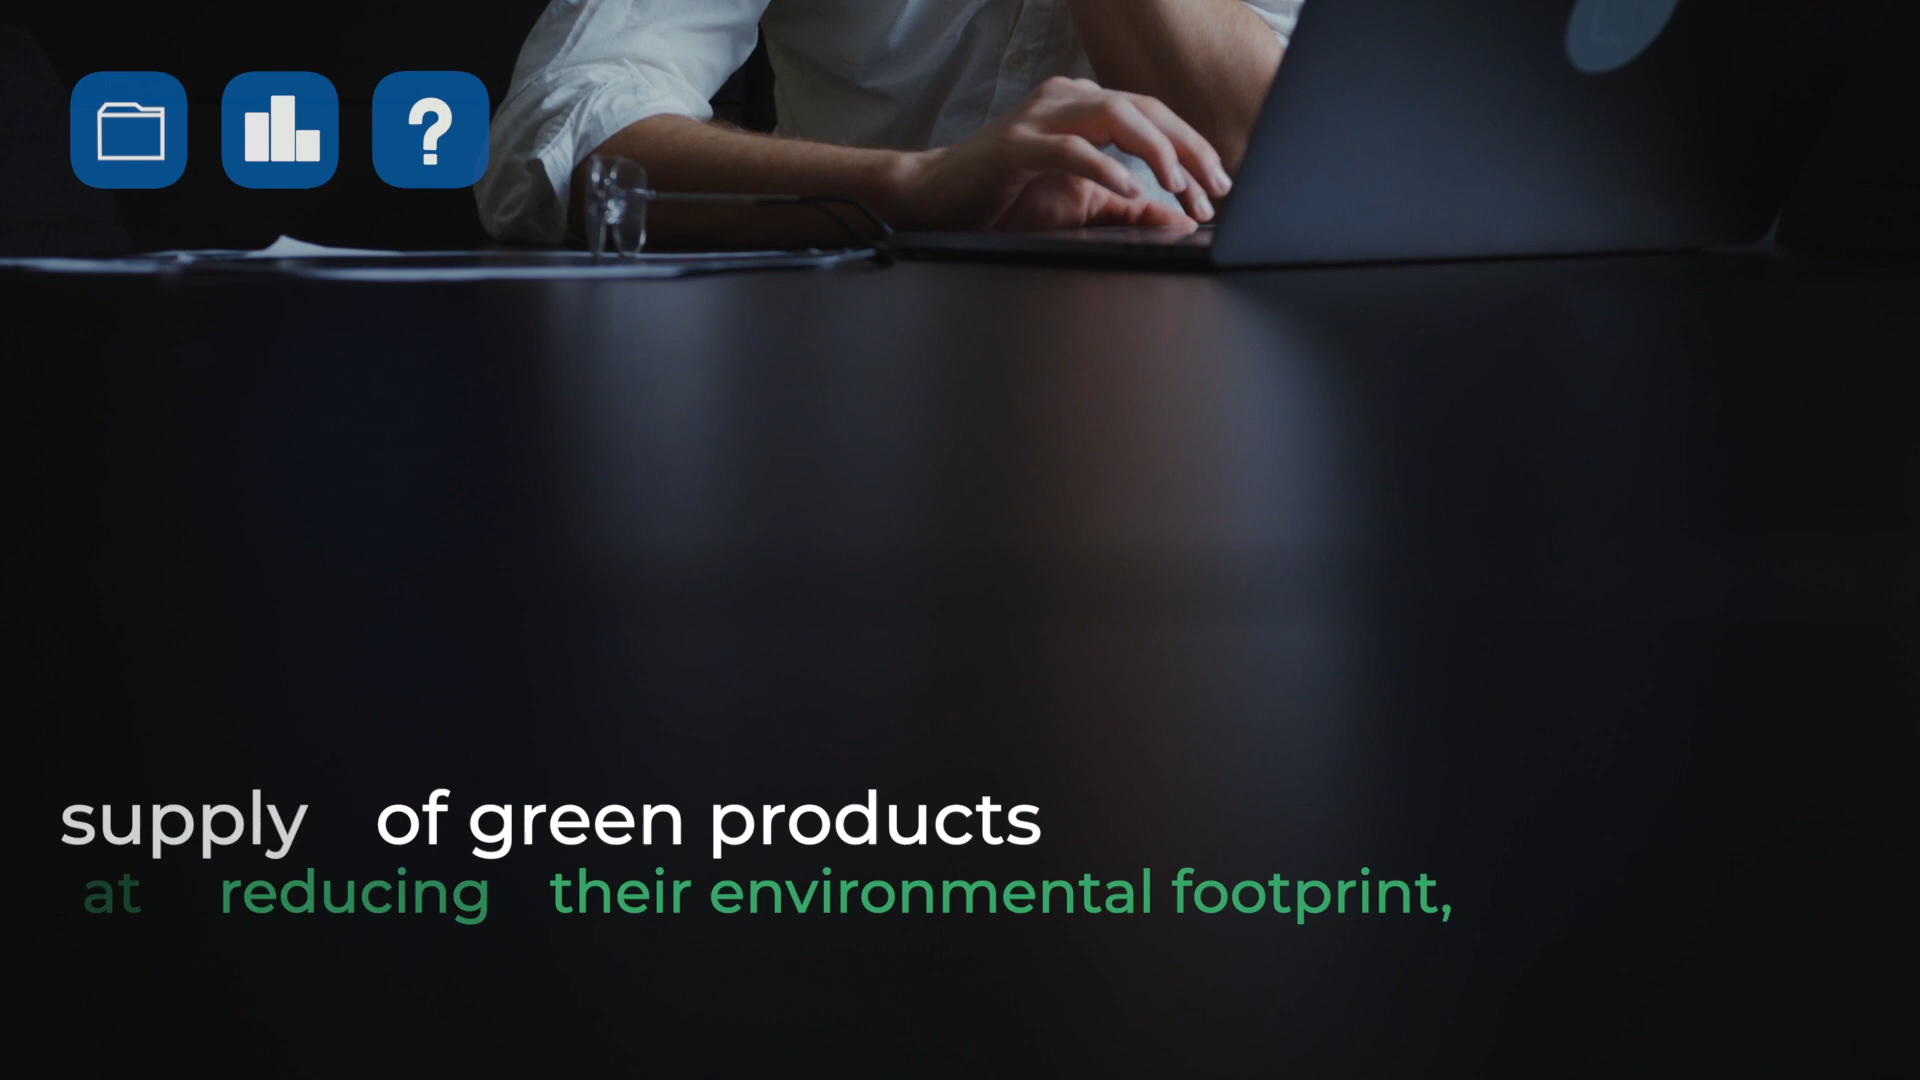 supply of green products
at reducing their environmental footprint,